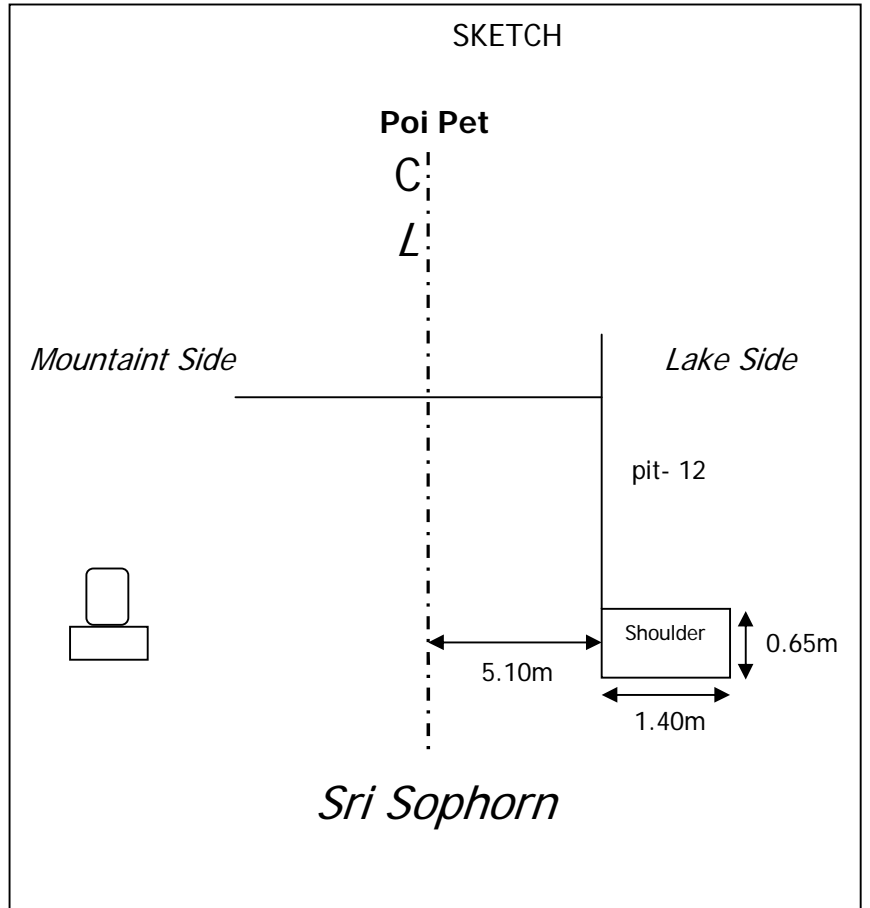 SKETCH
Poi Pet
C
L
Mountaint Side
Lake Side
pit- 12
Shoulder
0.65m
5.10m
1.40m
Sri Sophorn